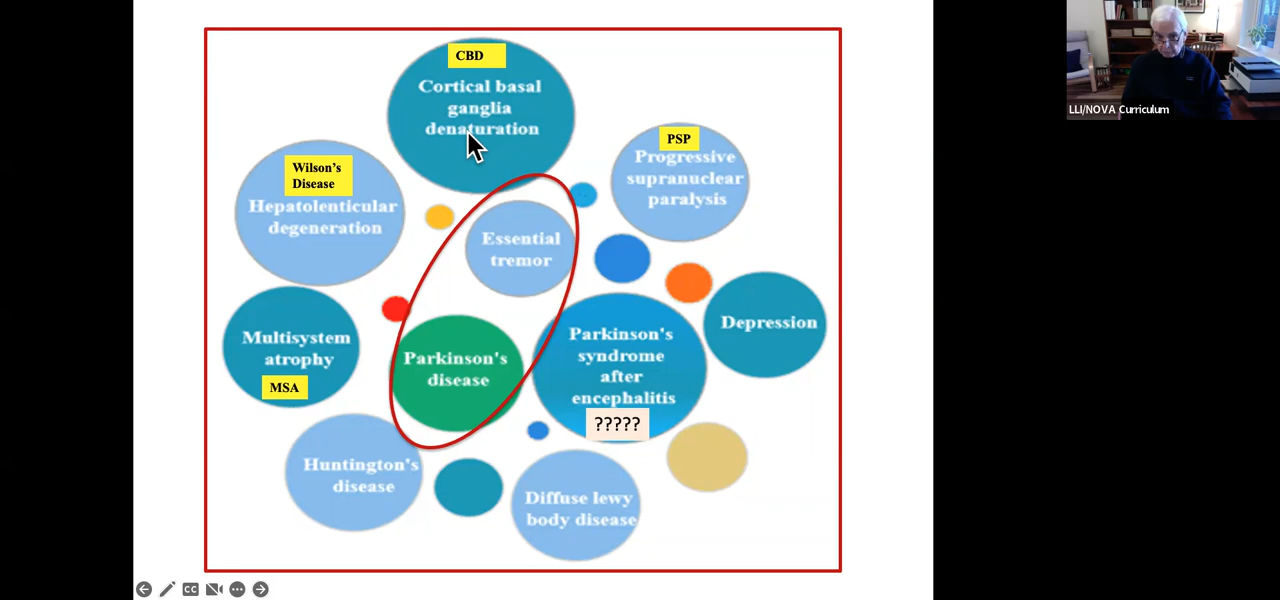 CBD
Cortical basal
ganglia
denaturation
PSP
Progressive
supranuclear
paralysis
Wilson's
Disease
Hepatolenticular
degeneration
Essential
tremor
Multisystem
atrophy
MSA
Parkinson's
disease
Parkinson's
syndrome
after
encephalitis
?????
Depression
Huntington's
disease
Diffuse lewy
body disease
LLI/NOVA Curriculum
CC